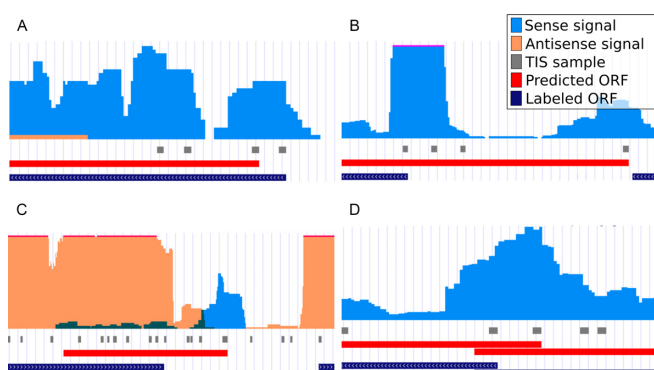 A
B
Sense signal
Antisense signal
TIS sample
Predicted ORF
Labeled ORF
C
D